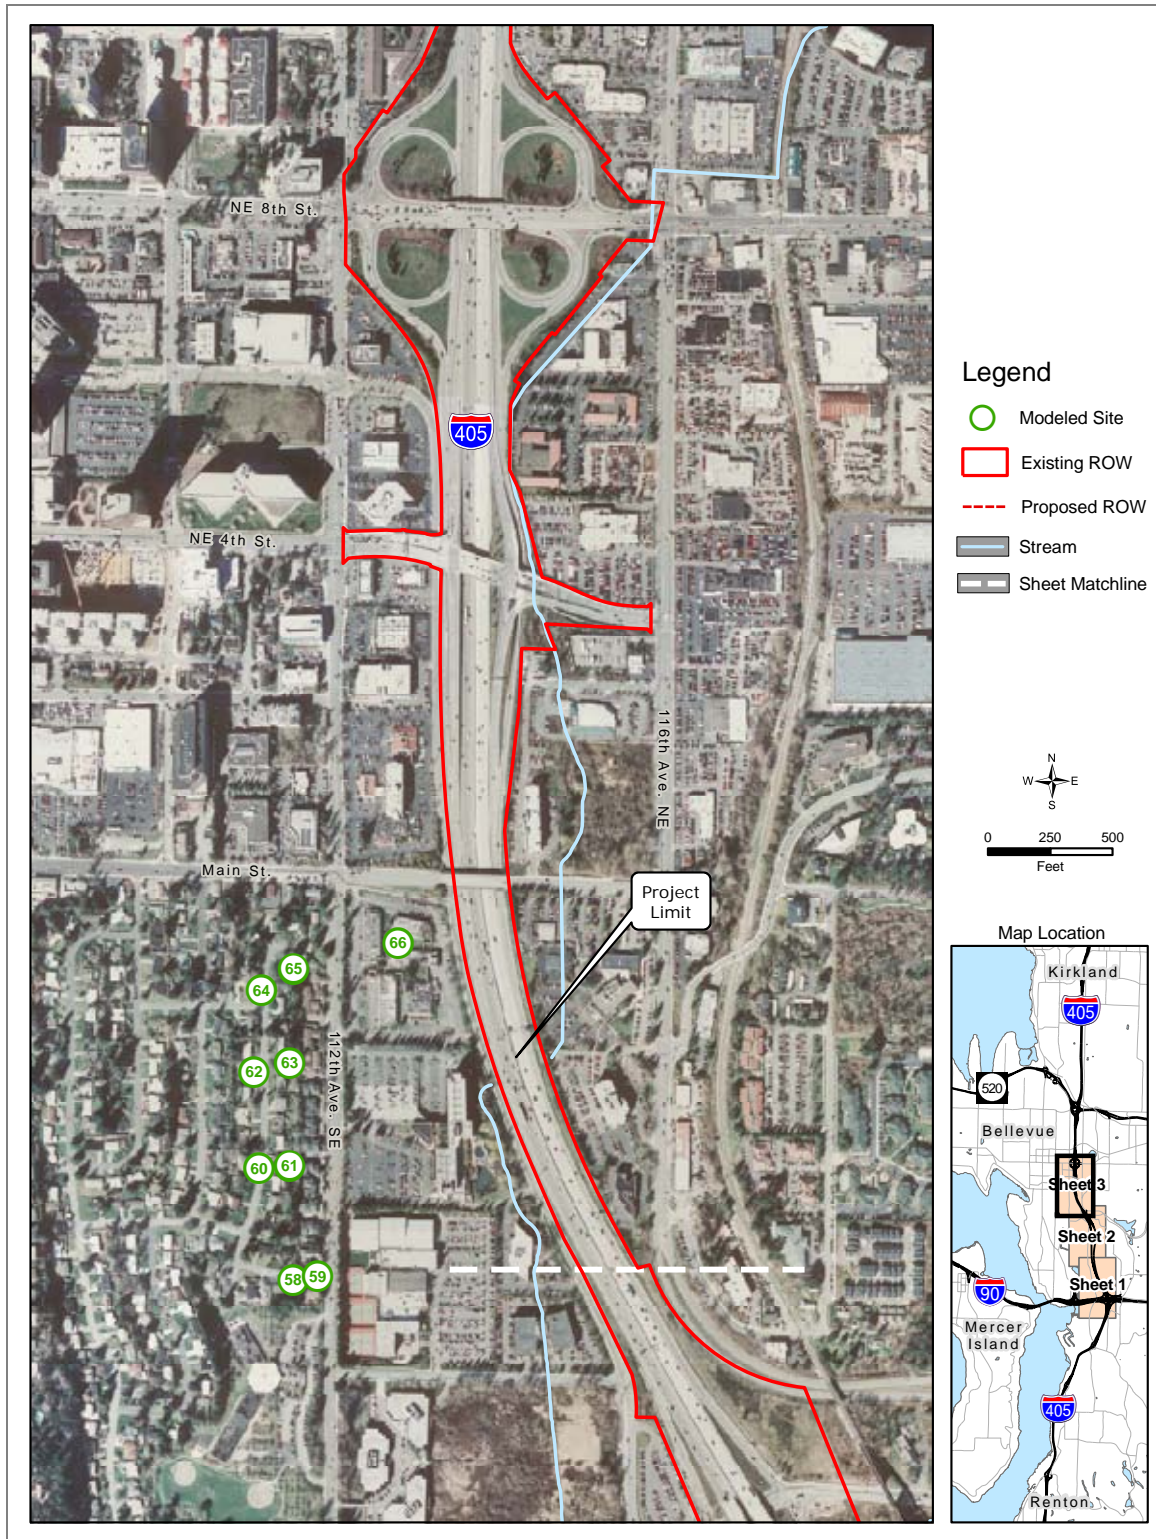 NE 8th St.
405
NE 4th St.
116th Ave. NE
Main St.
Project
Limit
66
65
64
112th Ave. SE
63
62
61
60
59
58
Legend
Modeled Site
Existing ROW
Proposed ROW
Stream
Sheet Matchline
N
W E
S
0 250 500
Feet
Map Location
Kirkland
405
520
Bellevue
Sheet 3
Sheet 2
Sheet 1
90
Mercer
Island
405
Renton